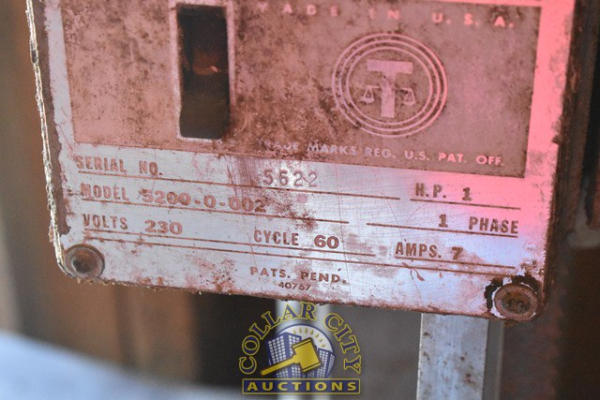 MADE IN U.S.A.
T
TRADE MARKS REG. U.S. PAT. OFF.
SERIAL NO. 5622 H.P. 1
MODEL 5200-0-002 1 PHASE
VOLTS 230 CYCLE 60 AMPS. 7
PATS. PEND.
40767
COLLAR CITY
AUCTIONS